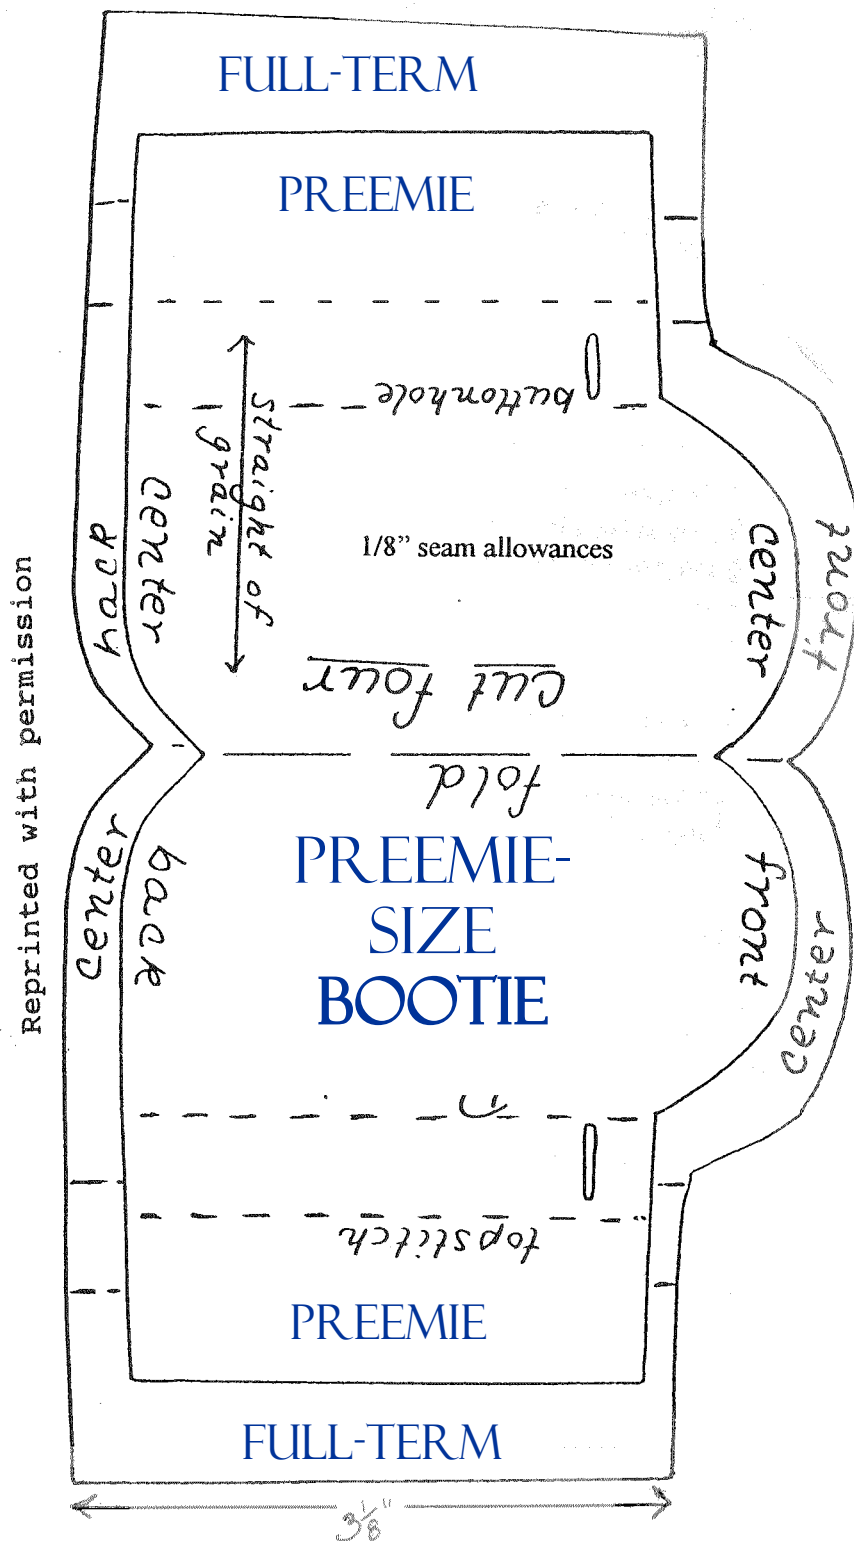 FULL-TERM
PREEMIE
buttonhole
straight of
grain
center
back
1/8” seam allowances
center
front
cut four
fold
Reprinted with permission
PREEMIE-
SIZE
BOOTIE
center
back
front
center
topstitch
PREEMIE
FULL-TERM
3 1/8"